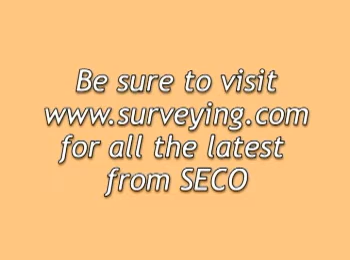 Be sure to visit
www.surveying.com
for all the latest
from SECO